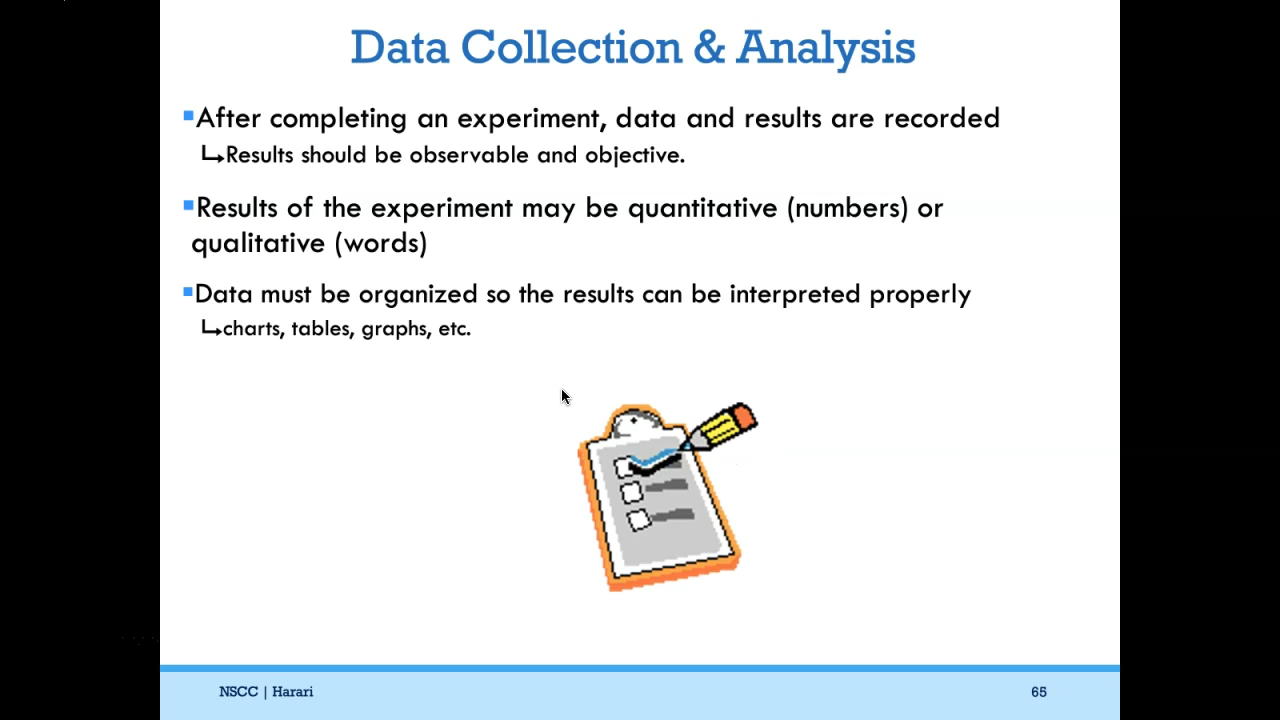 Data Collection & Analysis
▪After completing an experiment, data and results are recorded
↳Results should be observable and objective.
▪Results of the experiment may be quantitative (numbers) or
qualitative (words)
▪Data must be organized so the results can be interpreted properly
↳charts, tables, graphs, etc.
NSCC | Harari
65